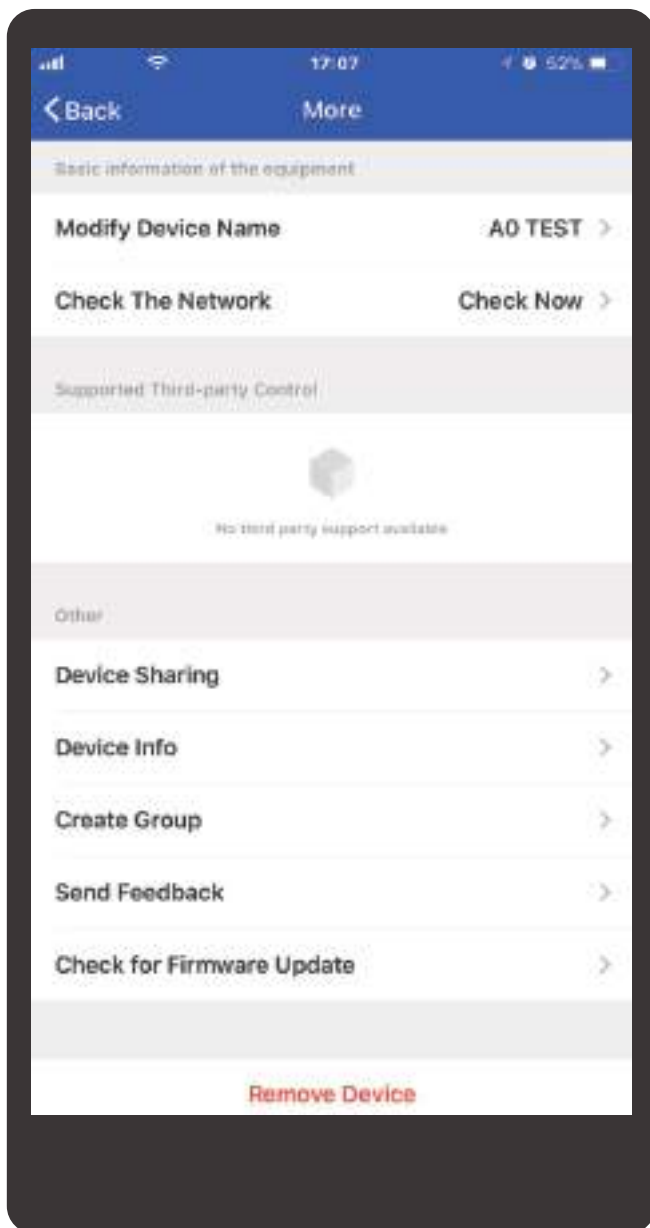 17:07 52%
Back More
Basic information of the equipment
Modify Device Name A0 TEST
Check The Network Check Now
Supported Third-party Control
No third party support available
Other
Device Sharing
Device Info
Create Group
Send Feedback
Check for Firmware Update
Remove Device